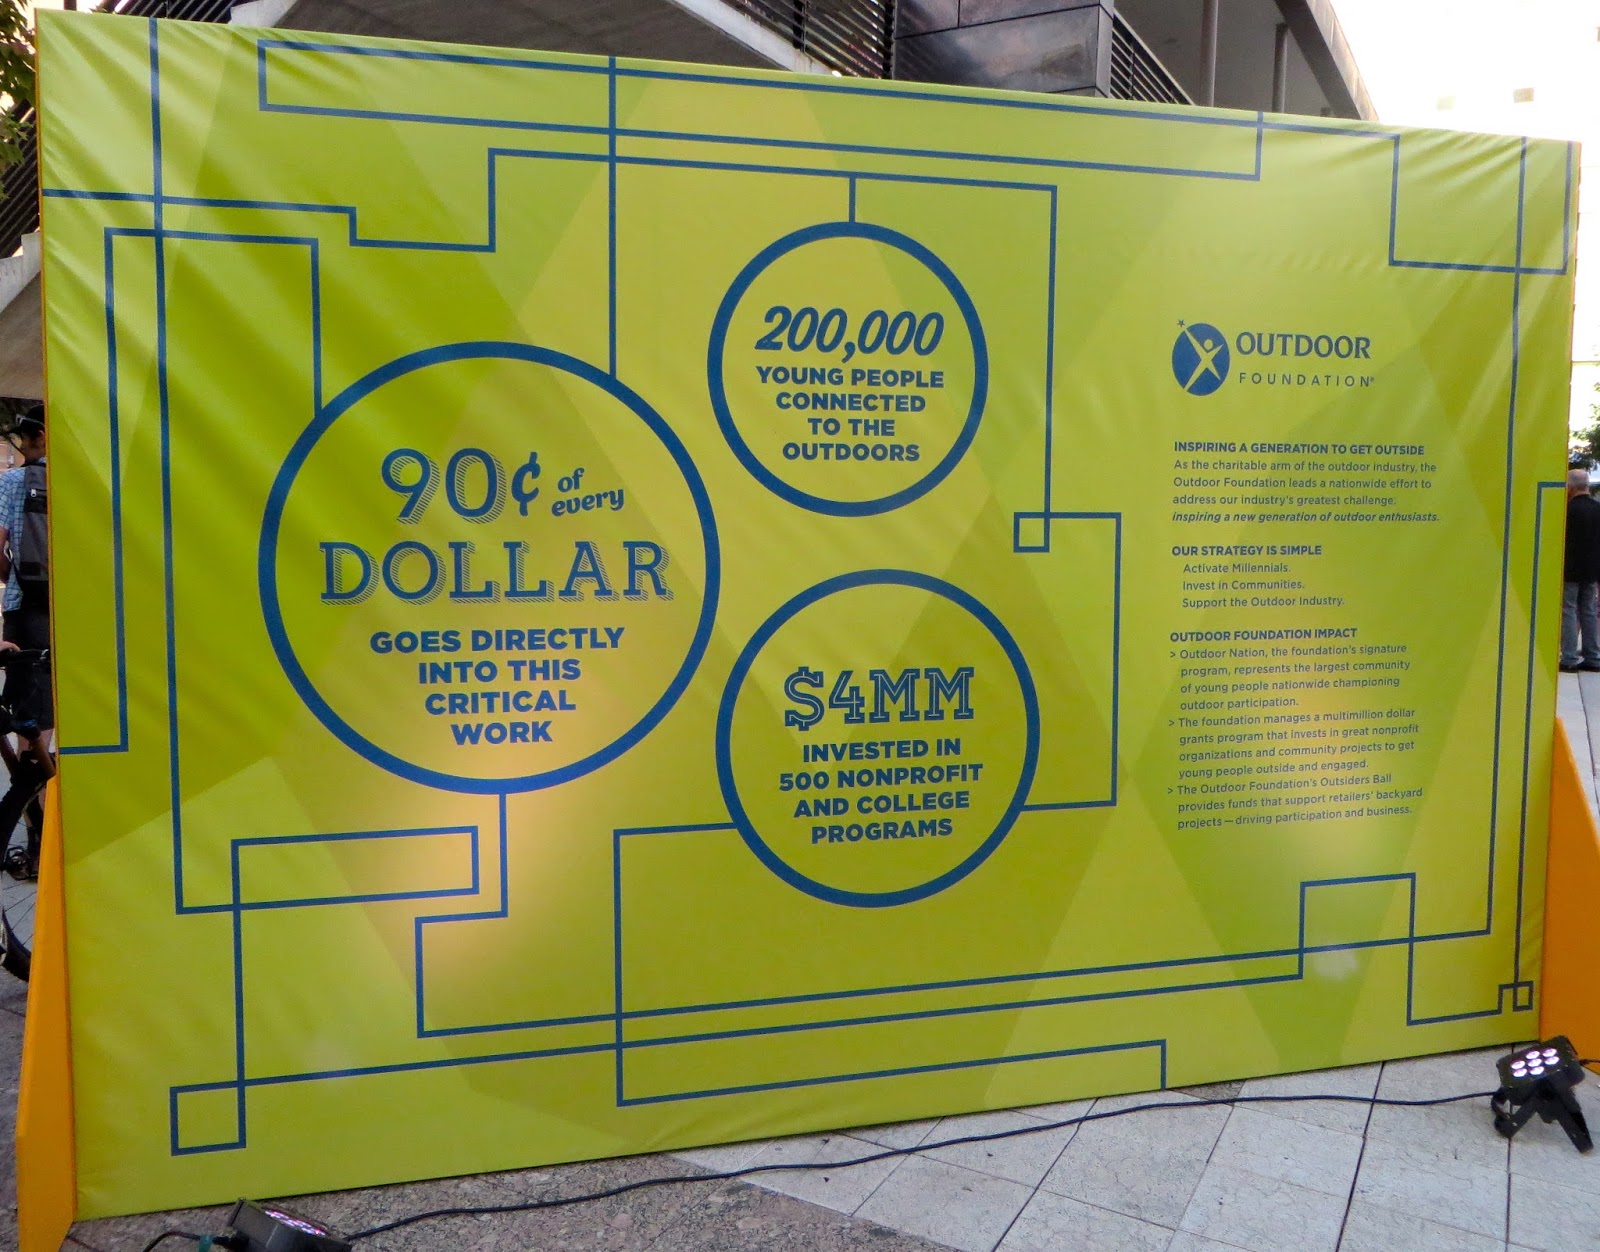 90¢ of
every
DOLLAR
GOES DIRECTLY
INTO THIS
CRITICAL
WORK
200,000
YOUNG PEOPLE
CONNECTED
TO THE
OUTDOORS
$4MM
INVESTED IN
500 NONPROFIT
AND COLLEGE
PROGRAMS
OUTDOOR
FOUNDATION®
INSPIRING A GENERATION TO GET OUTSIDE
As the charitable arm of the outdoor industry, the
Outdoor Foundation leads a nationwide effort to
address our industry's greatest challenge:
inspiring a new generation of outdoor enthusiasts.
OUR STRATEGY IS SIMPLE
Activate Millennials.
Invest in Communities.
Support the Outdoor Industry.
OUTDOOR FOUNDATION IMPACT
> Outdoor Nation, the foundation's signature
program, represents the largest community
of young people nationwide championing
outdoor participation.
> The foundation manages a multimillion dollar
grants program that invests in great nonprofit
organizations and community projects to get
young people outside and engaged.
> The Outdoor Foundation's Outsiders Ball
provides funds that support retailers' backyard
projects — driving participation and business.